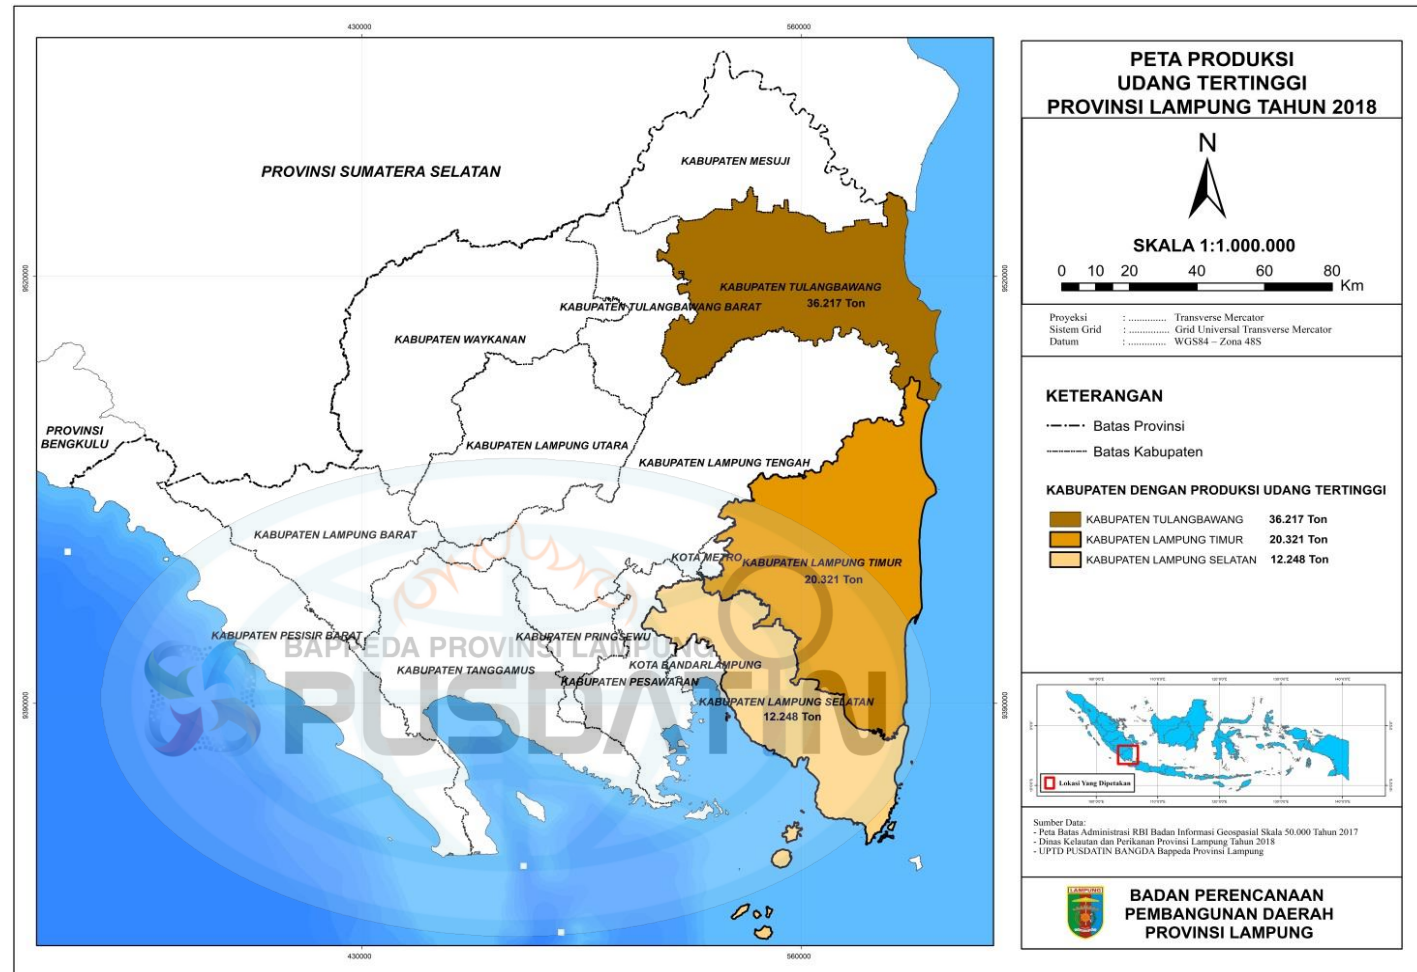 430000
560000
PROVINSI SUMATERA SELATAN
KABUPATEN MESUJI
9520000
9520000
KABUPATEN TULANGBAWANG
36.217 Ton
KABUPATEN TULANGBAWANG BARAT
KABUPATEN WAYKANAN
PROVINSI
BENGKULU
KABUPATEN LAMPUNG UTARA
KABUPATEN LAMPUNG TENGAH
KABUPATEN LAMPUNG BARAT
KOTA METRO
KABUPATEN LAMPUNG TIMUR
20.321 Ton
KABUPATEN PESISIR BARAT
KABUPATEN PRINGSEWU
BAPPEDA PROVINSI LAMPUNG
KABUPATEN TANGGAMUS
KOTA BANDARLAMPUNG
KABUPATEN PESAWARAN
PUSDATIN
KABUPATEN LAMPUNG SELATAN
12.248 Ton
9390000
9390000
430000
560000
PETA PRODUKSI
UDANG TERTINGGI
PROVINSI LAMPUNG TAHUN 2018
N
SKALA 1:1.000.000
0 10 20 40 60 80 Km
Proyeksi : .............. Transverse Mercator
Sistem Grid : ............... Grid Universal Transverse Mercator
Datum : .............. WGS84 – Zona 48S
KETERANGAN
Batas Provinsi
Batas Kabupaten
KABUPATEN DENGAN PRODUKSI UDANG TERTINGGI
KABUPATEN TULANGBAWANG 36.217 Ton
KABUPATEN LAMPUNG TIMUR 20.321 Ton
KABUPATEN LAMPUNG SELATAN 12.248 Ton
Lokasi Yang Dipetakan
Sumber Data:
- Peta Batas Administrasi RBI Badan Informasi Geospasial Skala 50.000 Tahun 2017
- Dinas Kelautan dan Perikanan Provinsi Lampung Tahun 2018
- UPTD PUSDATIN BANGDA Bappeda Provinsi Lampung
LAMPUNG
BADAN PERENCANAAN
PEMBANGUNAN DAERAH
PROVINSI LAMPUNG